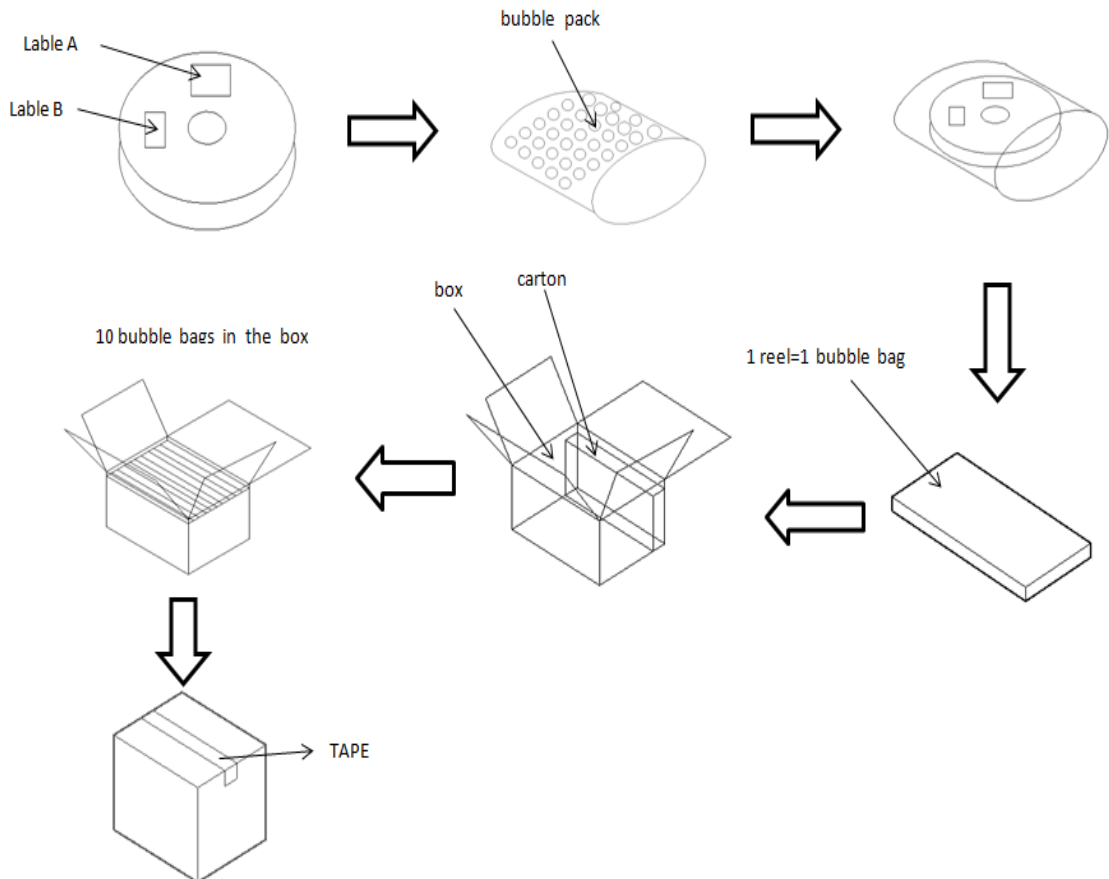 bubble pack
Lable A
Lable B
box
carton
10 bubble bags in the box
1 reel=1 bubble bag
TAPE